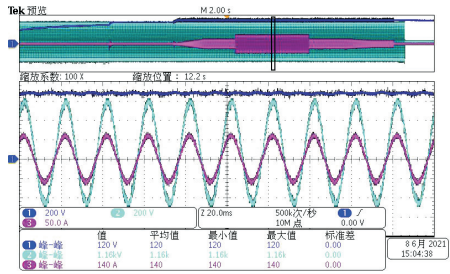 Tek 预览
M 2.00 s
缩放系数: 100 X 缩放位置: 12.2 s
1 200 V 2 200 V
3 50.0 A
Z 20.0ms 500k次/秒 1 ∫
10M 点 0.00 V
值 平均值 最小值 最大值 标准差
1 峰−峰 120 V 120 120 120 0.00
2 峰−峰 1.16kV 1.16k 1.16k 1.16k 0.00
3 峰−峰 140 A 140 140 140 0.00
8 6月 2021
15:04:38